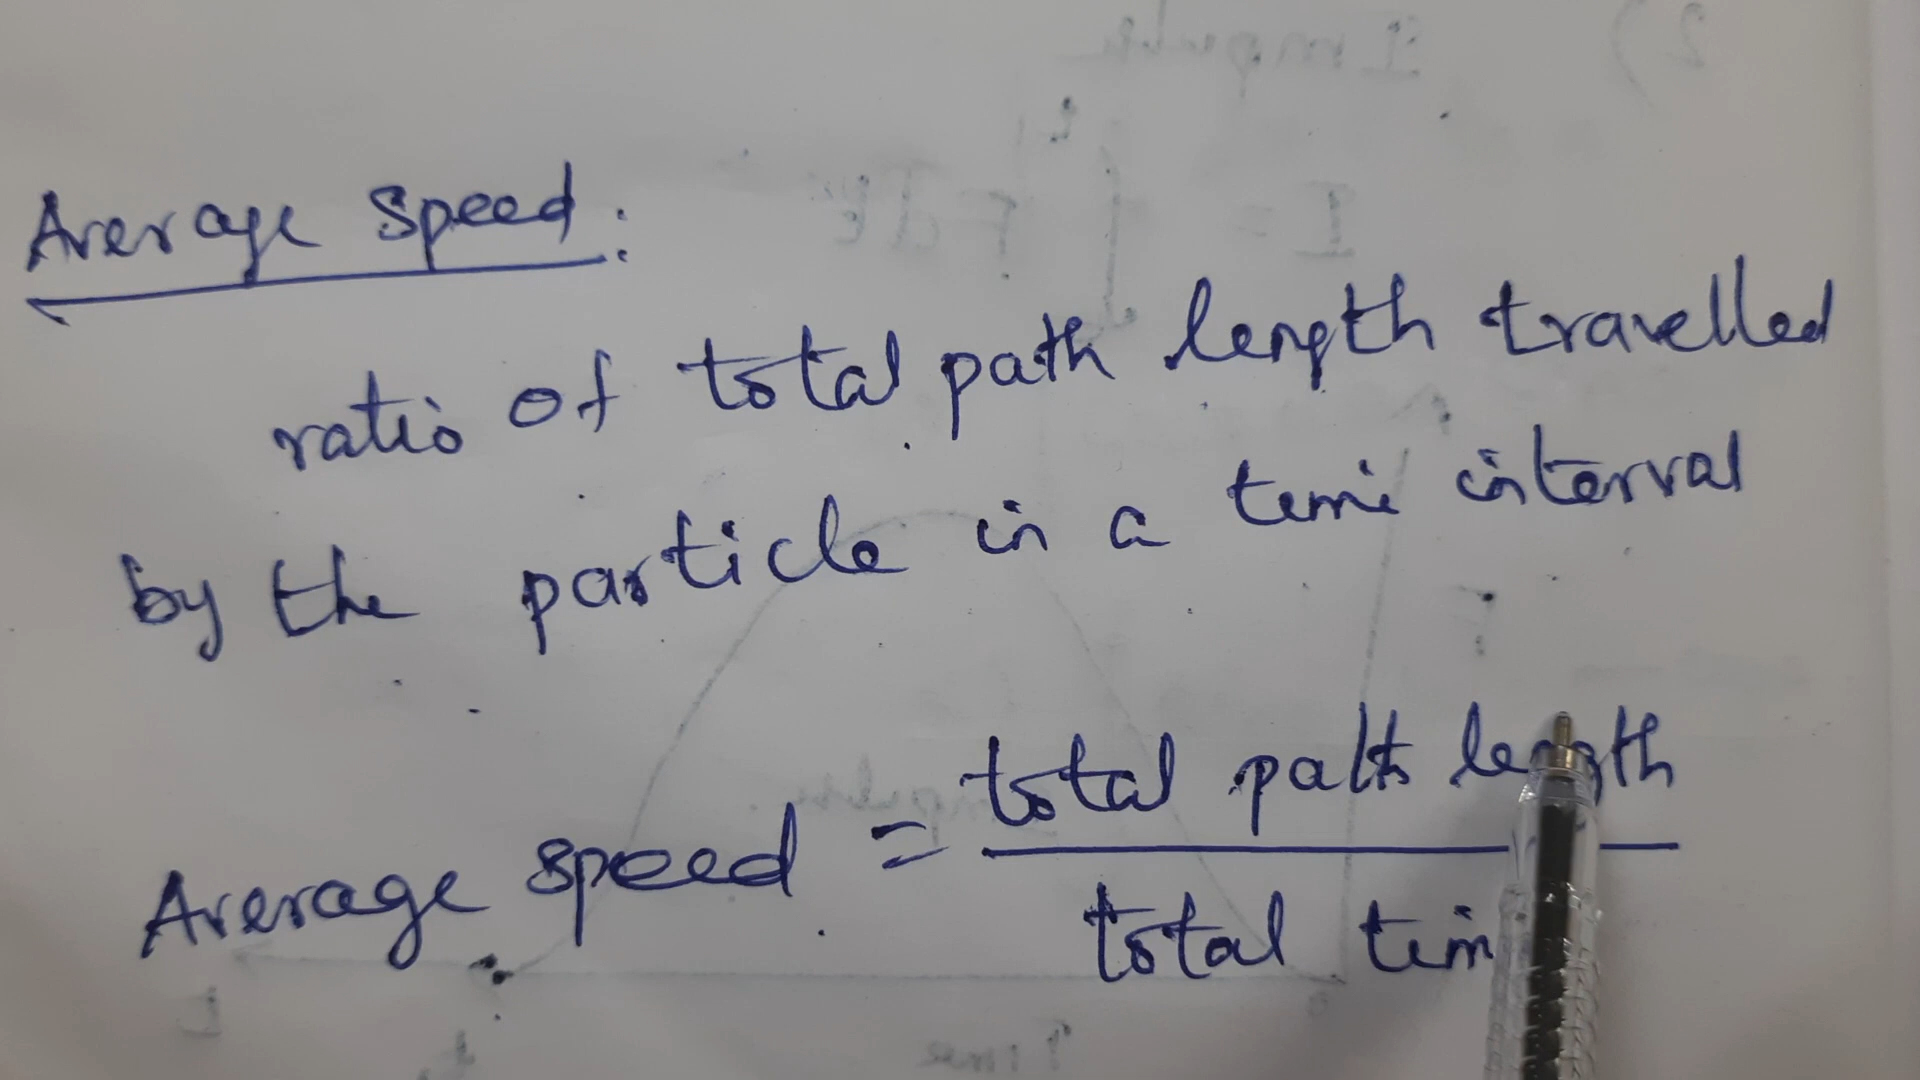 Average Speed:
ratio of total path length travelled
by the particle in a time interval
Average speed = total path length
total tim